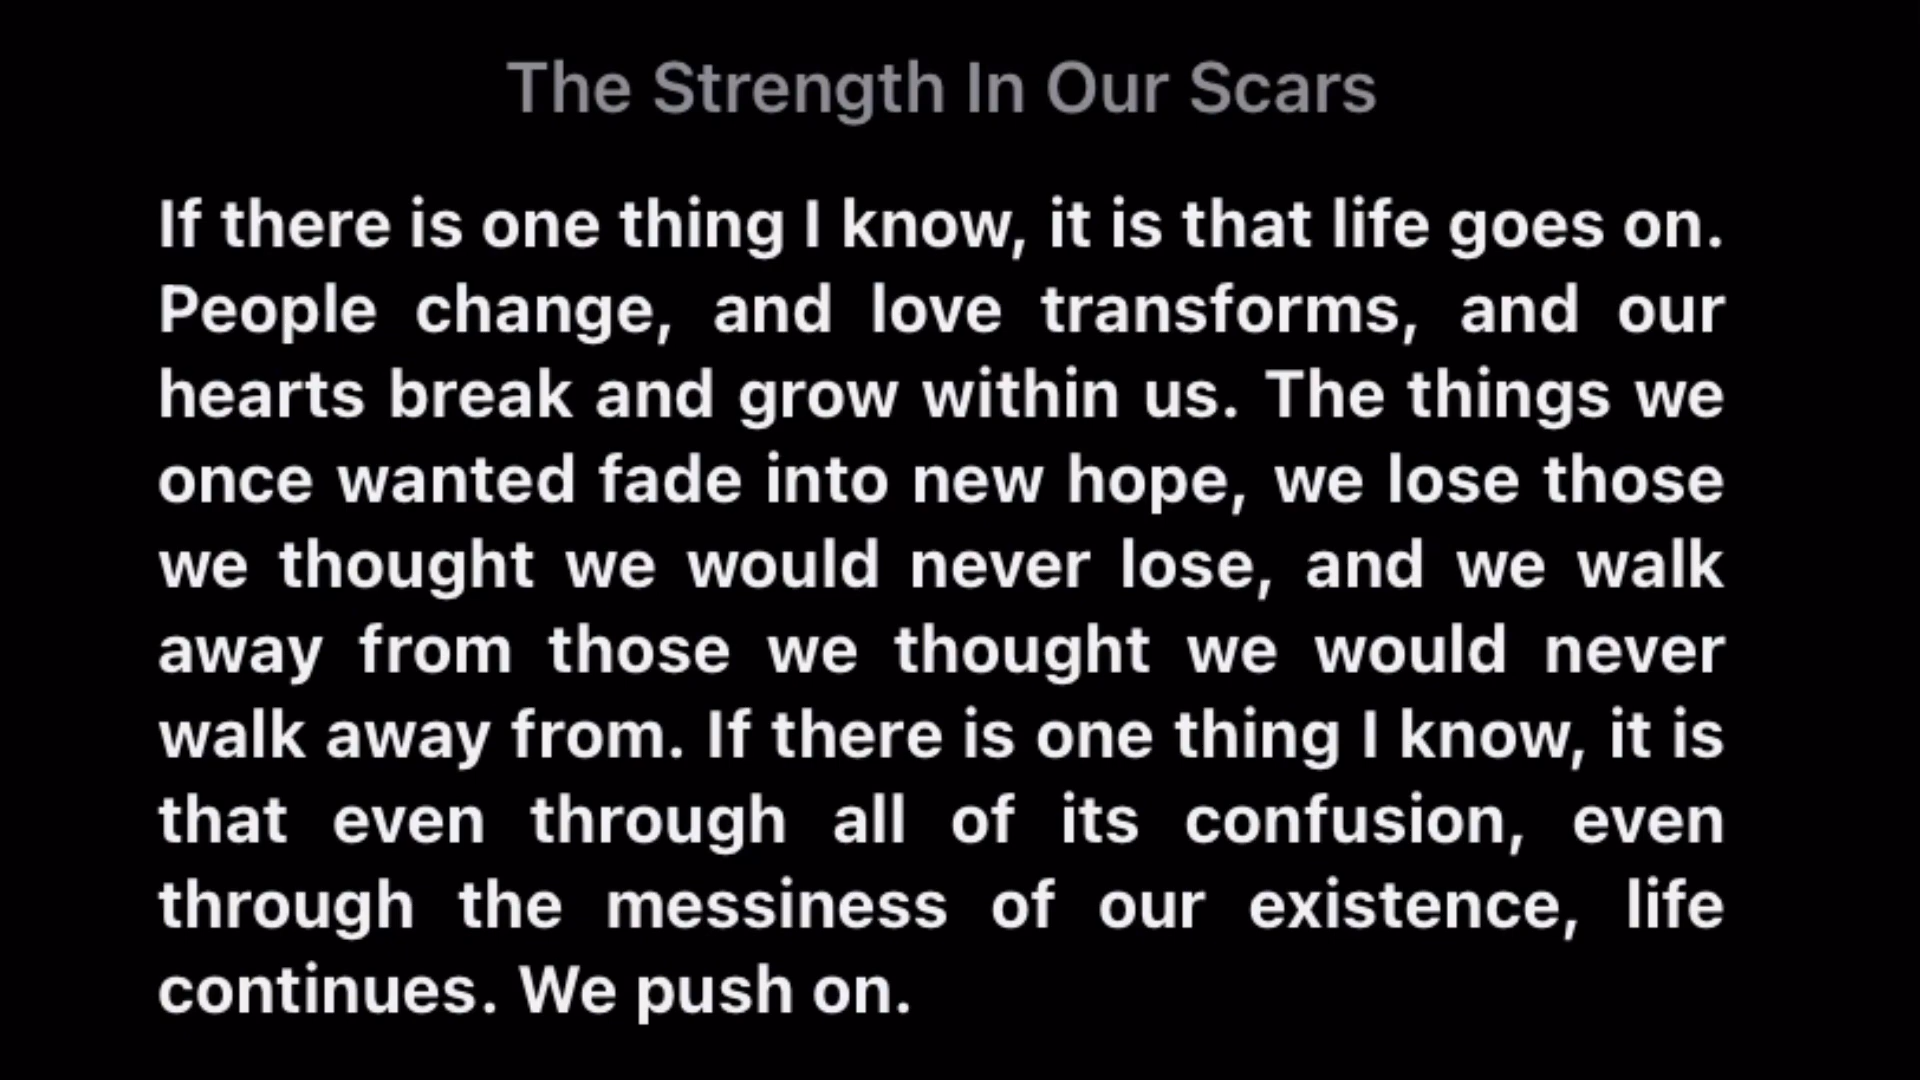 The Strength In Our Scars
If there is one thing I know, it is that life goes on.
People change, and love transforms, and our
hearts break and grow within us. The things we
once wanted fade into new hope, we lose those
we thought we would never lose, and we walk
away from those we thought we would never
walk away from. If there is one thing I know, it is
that even through all of its confusion, even
through the messiness of our existence, life
continues. We push on.